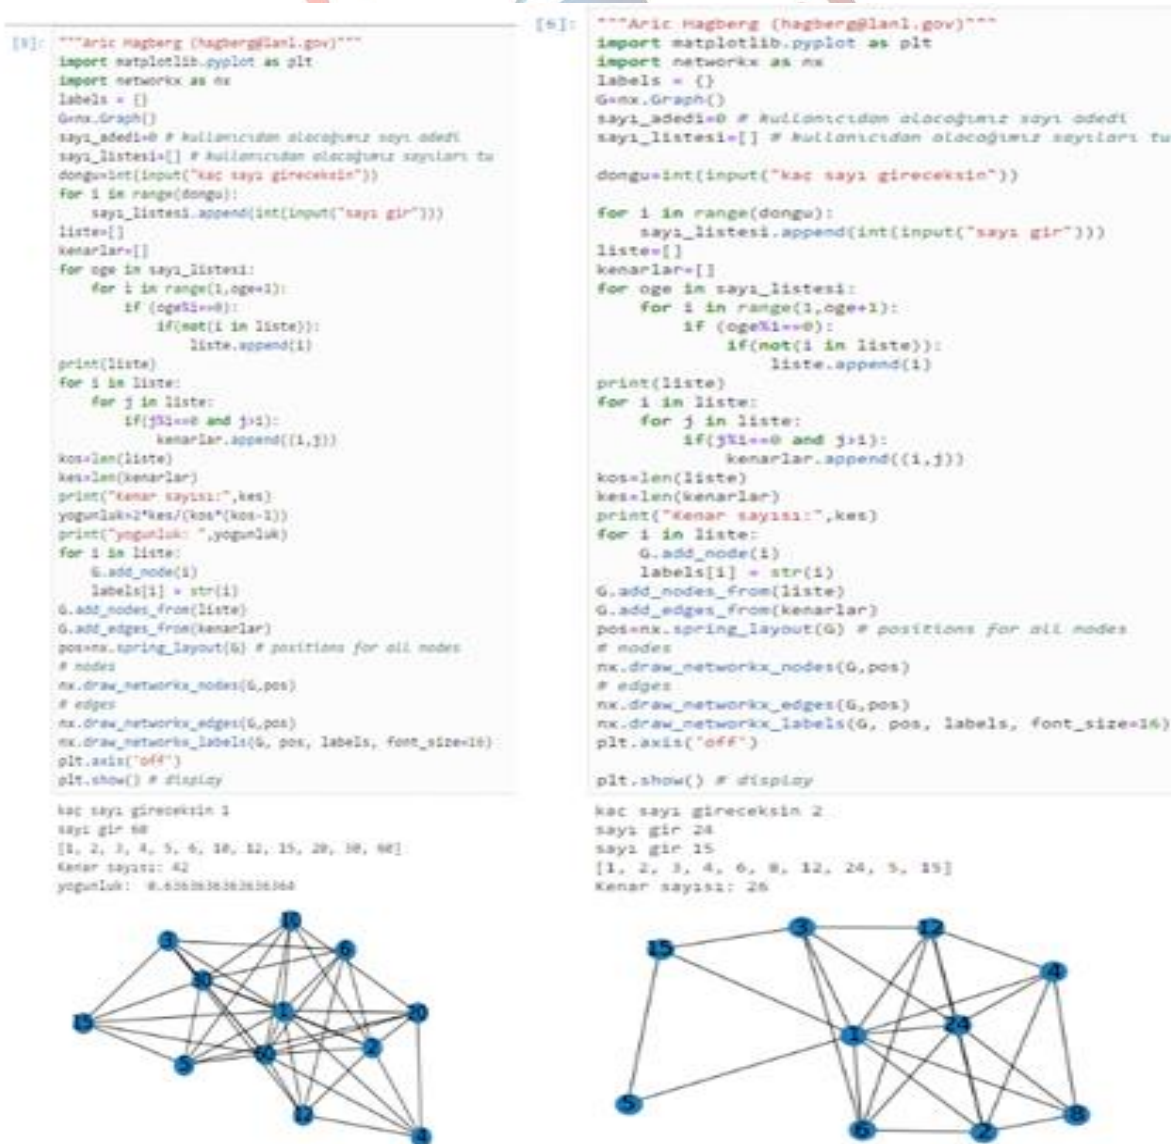 [5]:
"""Aric Hagberg (hagberg@lanl.gov)"""
import matplotlib.pyplot as plt
import networkx as nx
labels = {}
G=nx.Graph()
sayı_adedi=0 # kullanıcıdan alacağımız sayı adedi
sayı_listesi=[] # kullanıcıdan alacağımız sayıları tu
dongu=int(input("kac sayı gireceksin"))
for i in range(dongu):
    sayı_listesi.append(int(input("sayı gir")))
liste=[]
kenarlar=[]
for oge in sayı_listesi:
    for i in range(1,oge+1):
        if (oge%i==0):
            if(not(i in liste)):
                liste.append(i)
print(liste)
for i in liste:
    for j in liste:
        if(j%i==0 and j>i):
            kenarlar.append((i,j))
kos=len(liste)
kes=len(kenarlar)
print("Kenar sayısı:",kes)
yogunluk=2*kes/(kos*(kos-1))
print("yogunluk: ",yogunluk)
for i in liste:
    G.add_node(i)
    labels[i] = str(i)
G.add_nodes_from(liste)
G.add_edges_from(kenarlar)
pos=nx.spring_layout(G) # positions for all nodes
# nodes
nx.draw_networkx_nodes(G,pos)
# edges
nx.draw_networkx_edges(G,pos)
nx.draw_networkx_labels(G, pos, labels, font_size=16)
plt.axis("off")
plt.show() # display
kac sayı gireceksin 1
sayı gir 60
[1, 2, 3, 4, 5, 6, 10, 12, 15, 20, 30, 60]
Kenar sayısı: 42
yogunluk: 0.6363636363636364
10
3
6
30
15
1
20
60
2
5
12
4
[6]:
"""Aric Hagberg (hagberg@lanl.gov)"""
import matplotlib.pyplot as plt
import networkx as nx
labels = {}
G=nx.Graph()
sayı_adedi=0 # kullanıcıdan alacağımız sayı adedi
sayı_listesi=[] # kullanıcıdan alacağımız sayıları tu
dongu=int(input("kac sayı gireceksin"))
for i in range(dongu):
    sayı_listesi.append(int(input("sayı gir")))
liste=[]
kenarlar=[]
for oge in sayı_listesi:
    for i in range(1,oge+1):
        if (oge%i==0):
            if(not(i in liste)):
                liste.append(i)
print(liste)
for i in liste:
    for j in liste:
        if(j%i==0 and j>i):
            kenarlar.append((i,j))
kos=len(liste)
kes=len(kenarlar)
print("Kenar sayısı:",kes)
for i in liste:
    G.add_node(i)
    labels[i] = str(i)
G.add_nodes_from(liste)
G.add_edges_from(kenarlar)
pos=nx.spring_layout(G) # positions for all nodes
# nodes
nx.draw_networkx_nodes(G,pos)
# edges
nx.draw_networkx_edges(G,pos)
nx.draw_networkx_labels(G, pos, labels, font_size=16)
plt.axis("off")
plt.show() # display
kac sayı gireceksin 2
sayı gir 24
sayı gir 15
[1, 2, 3, 4, 6, 8, 12, 24, 5, 15]
Kenar sayısı: 26
3
12
15
4
24
1
5
8
6
2